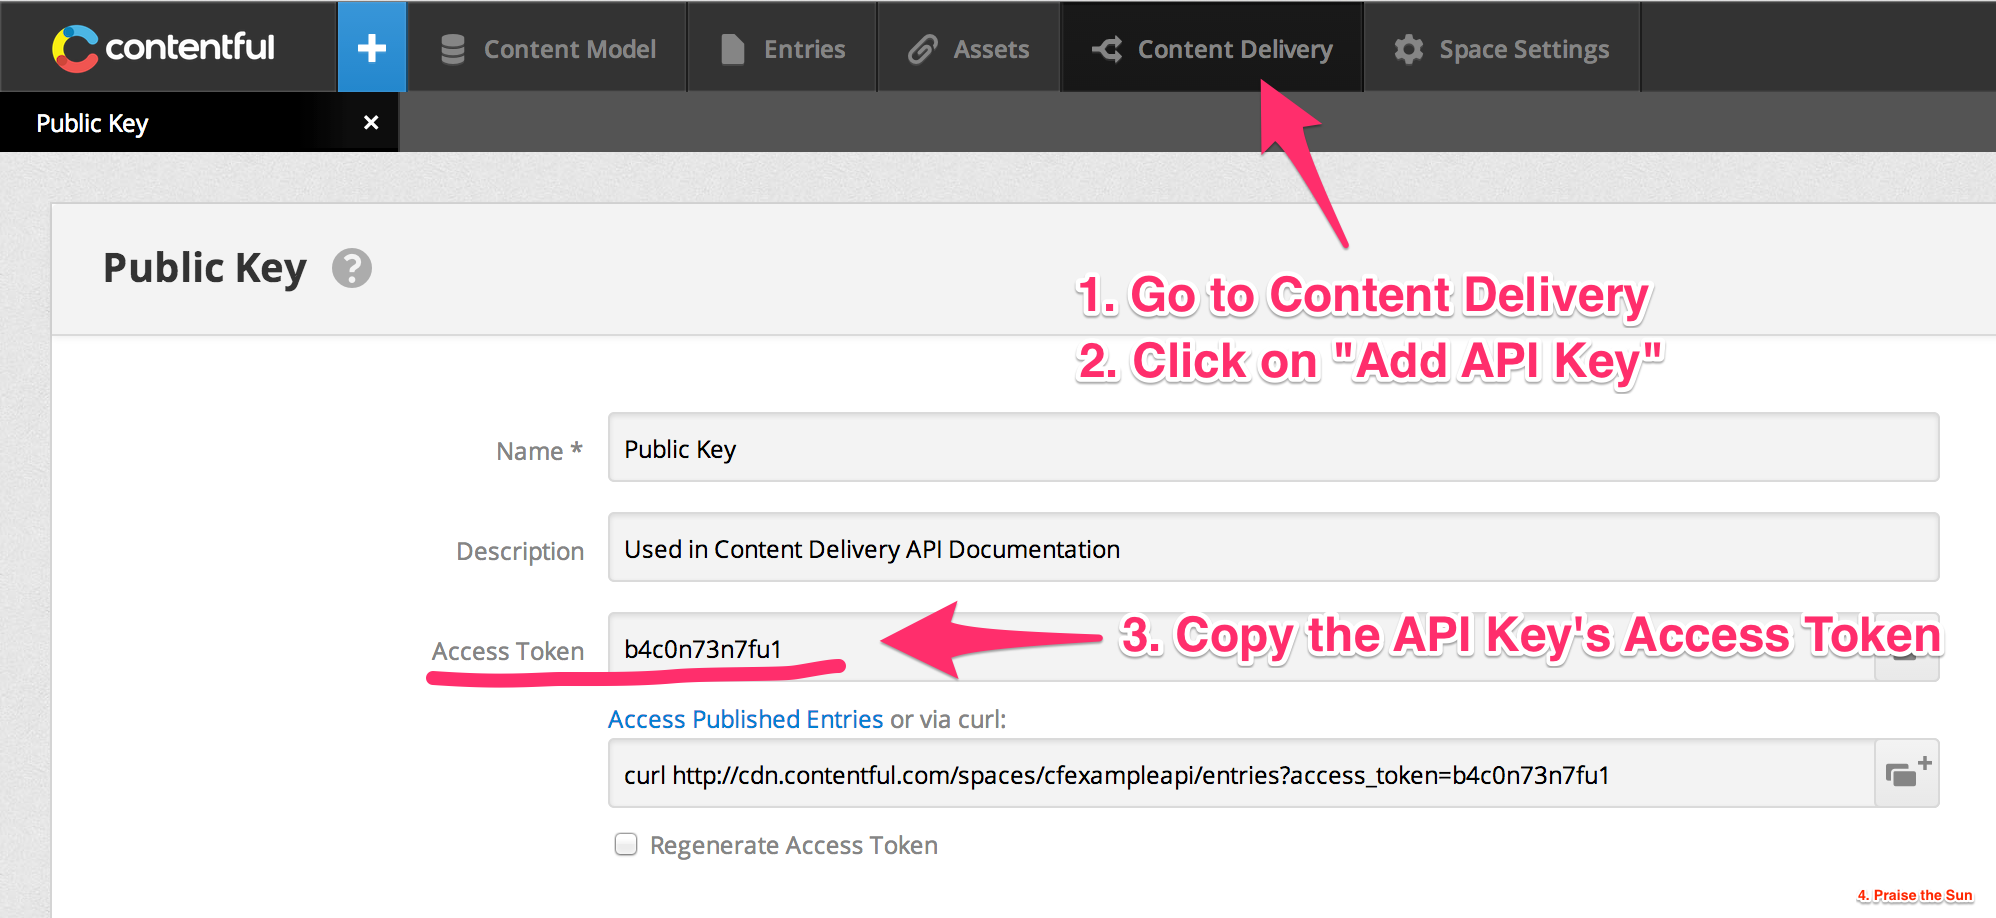 contentful
+ Content Model Entries Assets Content Delivery Space Settings
Public Key ×
Public Key ?
1. Go to Content Delivery
2. Click on "Add API Key"
Name * Public Key
Description Used in Content Delivery API Documentation
Access Token b4c0n73n7fu1
3. Copy the API Key's Access Token
Access Published Entries or via curl:
curl http://cdn.contentful.com/spaces/cfexampleapi/entries?access_token=b4c0n73n7fu1
Regenerate Access Token
4. Praise the Sun